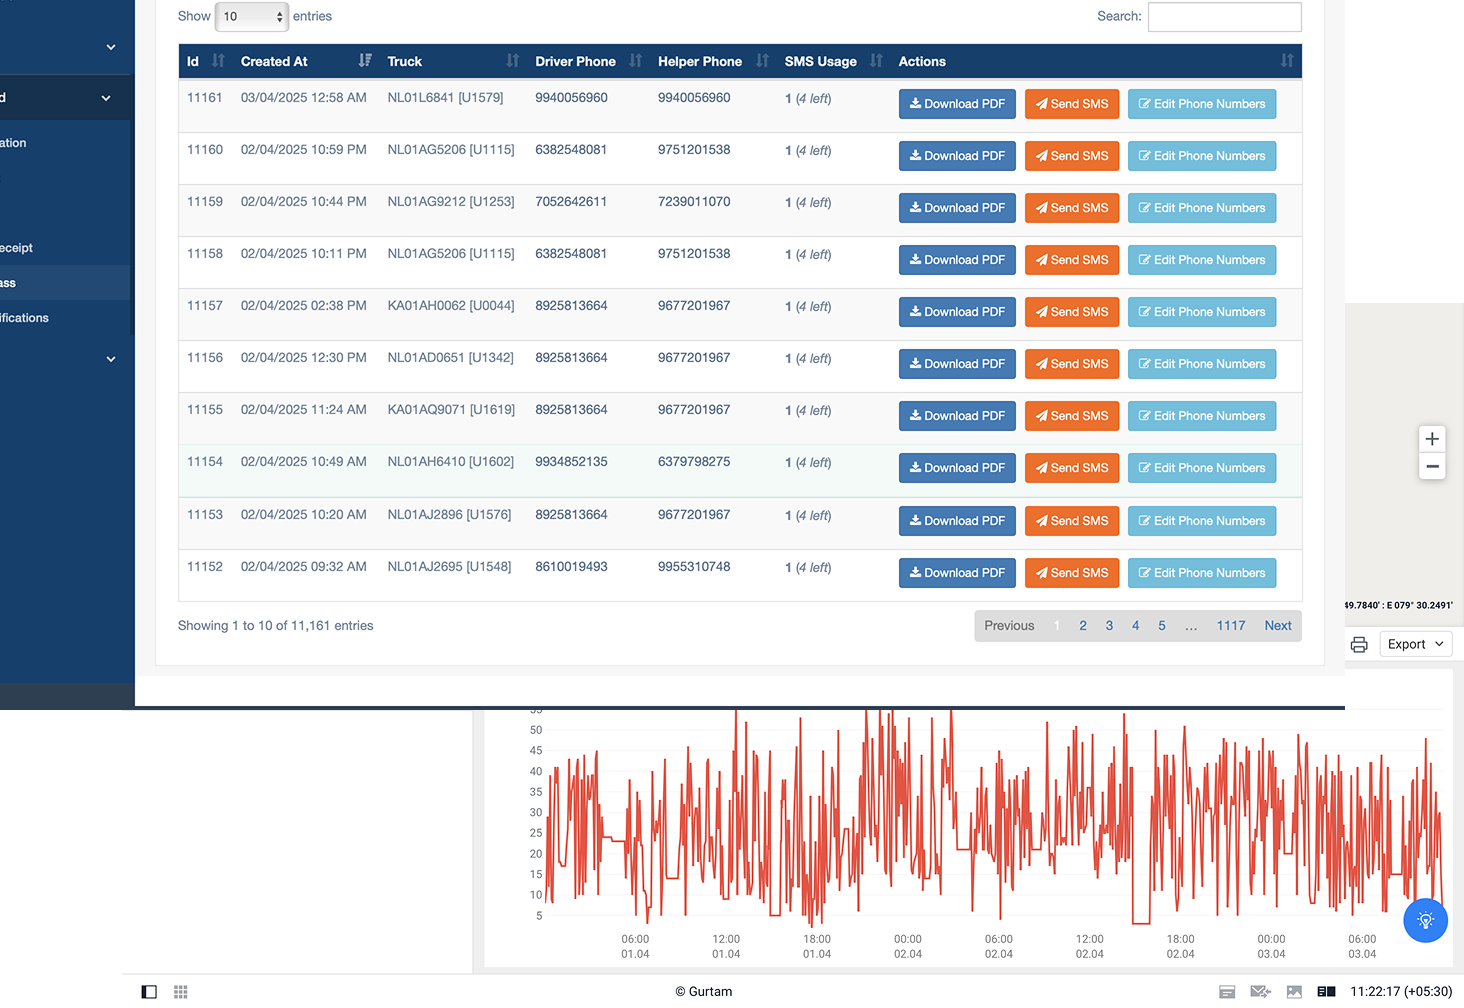 Show 10 entries Search:
Id Created At Truck Driver Phone Helper Phone SMS Usage Actions
11161 03/04/2025 12:58 AM NL01L6841 [U1579] 9940056960 9940056960 1 (4 left) Download PDF Send SMS Edit Phone Numbers
11160 02/04/2025 10:59 PM NL01AG5206 [U1115] 6382548081 9751201538 1 (4 left) Download PDF Send SMS Edit Phone Numbers
11159 02/04/2025 10:44 PM NL01AG9212 [U1253] 7052642611 7239011070 1 (4 left) Download PDF Send SMS Edit Phone Numbers
11158 02/04/2025 10:11 PM NL01AG5206 [U1115] 6382548081 9751201538 1 (4 left) Download PDF Send SMS Edit Phone Numbers
11157 02/04/2025 02:38 PM KA01AH0062 [U0044] 8925813664 9677201967 1 (4 left) Download PDF Send SMS Edit Phone Numbers
11156 02/04/2025 12:30 PM NL01AD0651 [U1342] 8925813664 9677201967 1 (4 left) Download PDF Send SMS Edit Phone Numbers
11155 02/04/2025 11:24 AM KA01AQ9071 [U1619] 8925813664 9677201967 1 (4 left) Download PDF Send SMS Edit Phone Numbers
11154 02/04/2025 10:49 AM NL01AH6410 [U1602] 9934852135 6379798275 1 (4 left) Download PDF Send SMS Edit Phone Numbers
11153 02/04/2025 10:20 AM NL01AJ2896 [U1576] 8925813664 9677201967 1 (4 left) Download PDF Send SMS Edit Phone Numbers
11152 02/04/2025 09:32 AM NL01AJ2695 [U1548] 8610019493 9955310748 1 (4 left) Download PDF Send SMS Edit Phone Numbers
Showing 1 to 10 of 11,161 entries Previous 1 2 3 4 5 … 1117 Next
d
ation
eceipt
ass
ifications
49.7840' : E 079° 30.2491'
Export
50
45
40
35
30
25
20
15
10
5
06:00 12:00 18:00 00:00 06:00 12:00 18:00 00:00 06:00
01.04 01.04 01.04 02.04 02.04 02.04 02.04 03.04 03.04
© Gurtam
11:22:17 (+05:30)